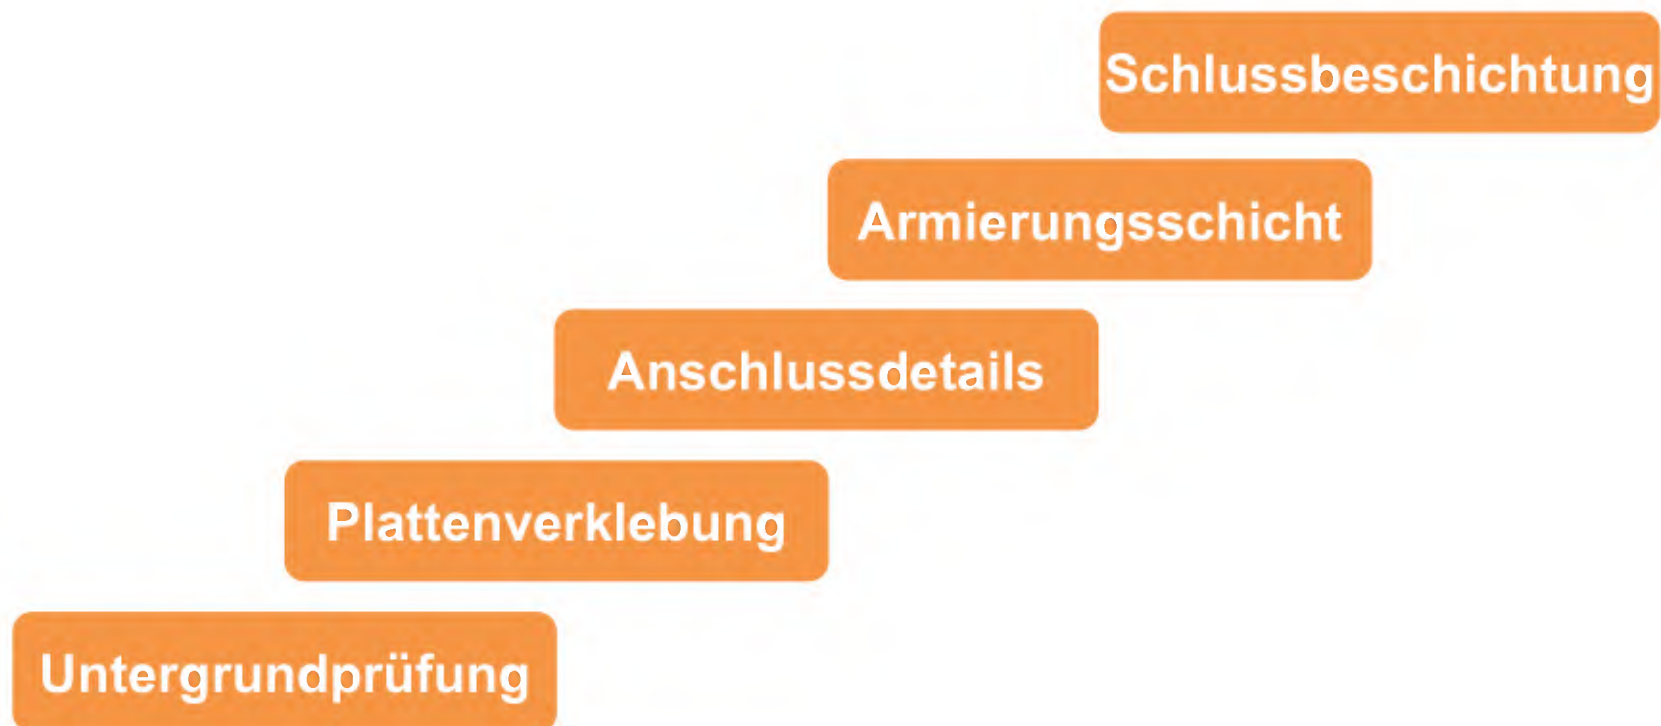 Schlussbeschichtung
Armierungsschicht
Anschlussdetails
Plattenverklebung
Untergrundprüfung